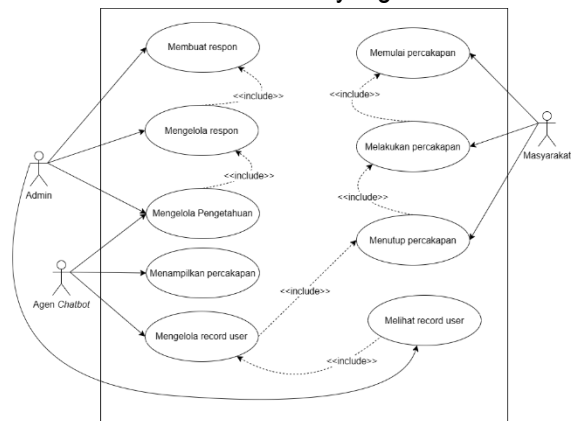 Membuat respon
Memulai percakapan
<<include>>
<<include>>
Mengelola respon
Melakukan percakapan
Masyarakat
Admin
<<include>>
<<include>>
Mengelola Pengetahuan
Menutup percakapan
Menampilkan percakapan
Agen Chatbot
<<include>>
Mengelola record user
Melihat record user
<<include>>